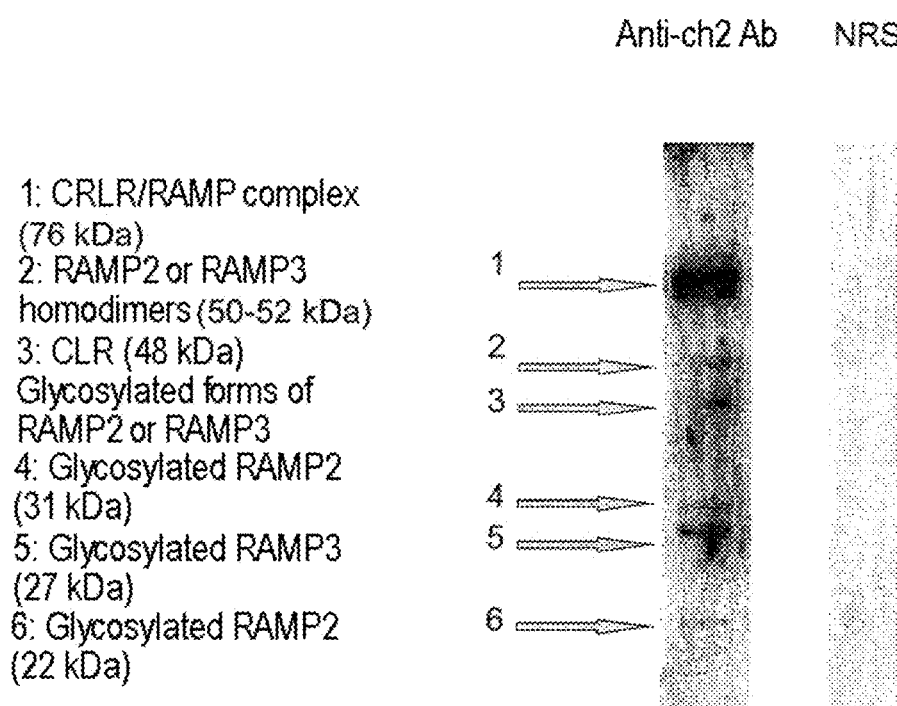 Anti-ch2 Ab NRS
1: CRLR/RAMP complex
(76 kDa)
2: RAMP2 or RAMP3
homodimers (50-52 kDa)
3: CLR (48 kDa)
Glycosylated forms of
RAMP2 or RAMP3
4: Glycosylated RAMP2
(31 kDa)
5: Glycosylated RAMP3
(27 kDa)
6: Glycosylated RAMP2
(22 kDa)
1
2
3
4
5
6